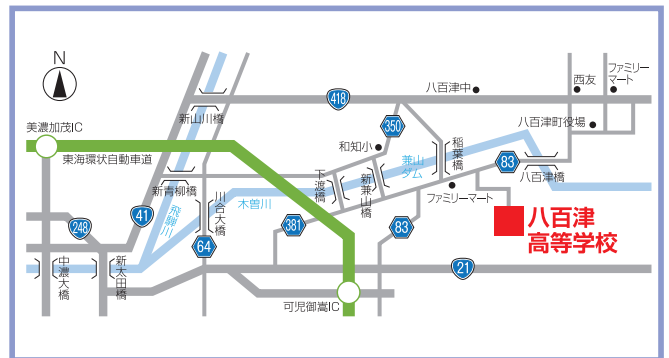 N
美濃加茂IC
東海環状自動車道
新山川橋
新青柳橋
飛騨川
木曽川
川合大橋
248
41
64
中濃大橋
新太田橋
418
八百津中
西友
ファミリー
マート
八百津町役場
350
和知小
稲葉橋
兼山
ダム
83
八百津橋
下渡橋
新兼山橋
ファミリーマート
381
83
八百津
高等学校
21
可児御嵩IC